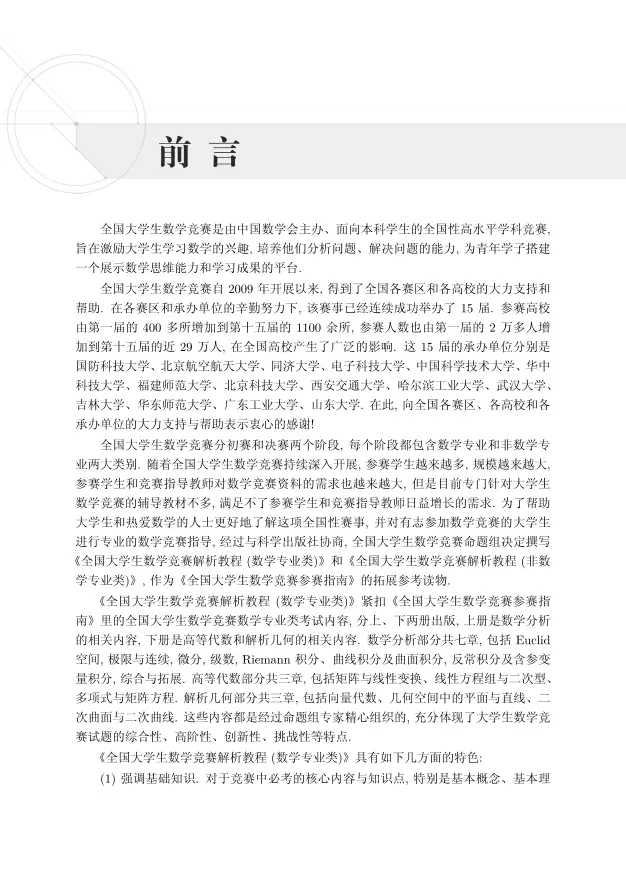 前言
全国大学生数学竞赛是由中国数学会主办、面向本科学生的全国性高水平学科竞赛,
旨在激励大学生学习数学的兴趣, 培养他们分析问题、解决问题的能力, 为青年学子搭建
一个展示数学思维能力和学习成果的平台.
全国大学生数学竞赛自 2009 年开展以来, 得到了全国各赛区和各高校的大力支持和
帮助. 在各赛区和承办单位的辛勤努力下, 该赛事已经连续成功举办了 15 届. 参赛高校
由第一届的 400 多所增加到第十五届的 1100 余所, 参赛人数也由第一届的 2 万多人增
加到第十五届的近 29 万人, 在全国高校产生了广泛的影响. 这 15 届的承办单位分别是
国防科技大学、北京航空航天大学、同济大学、电子科技大学、中国科学技术大学、华中
科技大学、福建师范大学、北京科技大学、西安交通大学、哈尔滨工业大学、武汉大学、
吉林大学、华东师范大学、广东工业大学、山东大学. 在此, 向全国各赛区、各高校和各
承办单位的大力支持与帮助表示衷心的感谢!
全国大学生数学竞赛分初赛和决赛两个阶段, 每个阶段都包含数学专业和非数学专
业两大类别. 随着全国大学生数学竞赛持续深入开展, 参赛学生越来越多, 规模越来越大,
参赛学生和竞赛指导教师对数学竞赛资料的需求也越来越大, 但是目前专门针对大学生
数学竞赛的辅导教材不多, 满足不了参赛学生和竞赛指导教师日益增长的需求. 为了帮助
大学生和热爱数学的人士更好地了解这项全国性赛事, 并对有志参加数学竞赛的大学生
进行专业的数学竞赛指导, 经过与科学出版社协商, 全国大学生数学竞赛命题组决定撰写
《全国大学生数学竞赛解析教程 (数学专业类)》和《全国大学生数学竞赛解析教程 (非数
学专业类)》, 作为《全国大学生数学竞赛参赛指南》的拓展参考读物.
《全国大学生数学竞赛解析教程 (数学专业类)》紧扣《全国大学生数学竞赛参赛指
南》里的全国大学生数学竞赛数学专业类考试内容, 分上、下两册出版, 上册是数学分析
的相关内容, 下册是高等代数和解析几何的相关内容. 数学分析部分共七章, 包括 Euclid
空间, 极限与连续, 微分, 级数, Riemann 积分、曲线积分及曲面积分, 反常积分及含参变
量积分, 综合与拓展. 高等代数部分共三章, 包括矩阵与线性变换、线性方程组与二次型、
多项式与矩阵方程. 解析几何部分共三章, 包括向量代数、几何空间中的平面与直线、二
次曲面与二次曲线. 这些内容都是经过命题组专家精心组织的, 充分体现了大学生数学竞
赛试题的综合性、高阶性、创新性、挑战性等特点.
《全国大学生数学竞赛解析教程 (数学专业类)》具有如下几方面的特色:
(1) 强调基础知识. 对于竞赛中必考的核心内容与知识点, 特别是基本概念、基本理